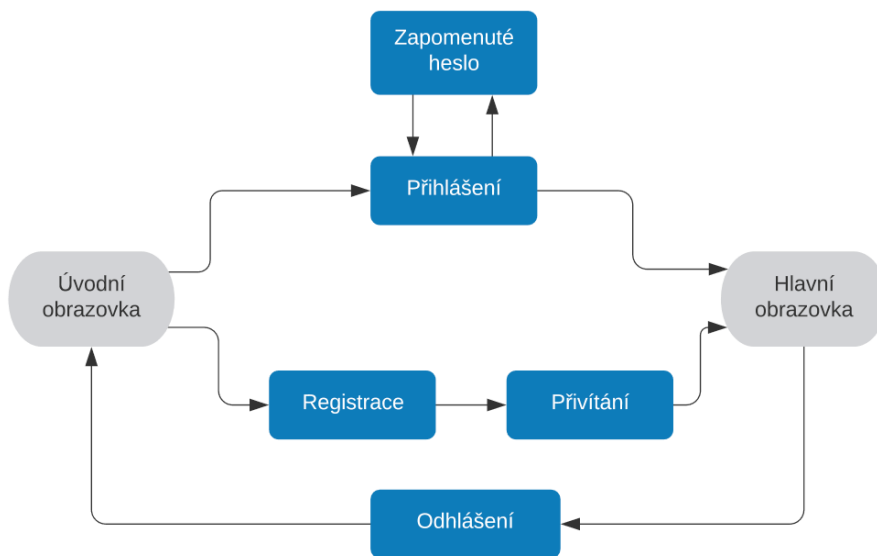 Zapomenuté
heslo
Přihlášení
Úvodní
obrazovka
Hlavní
obrazovka
Registrace
Přivítání
Odhlášení